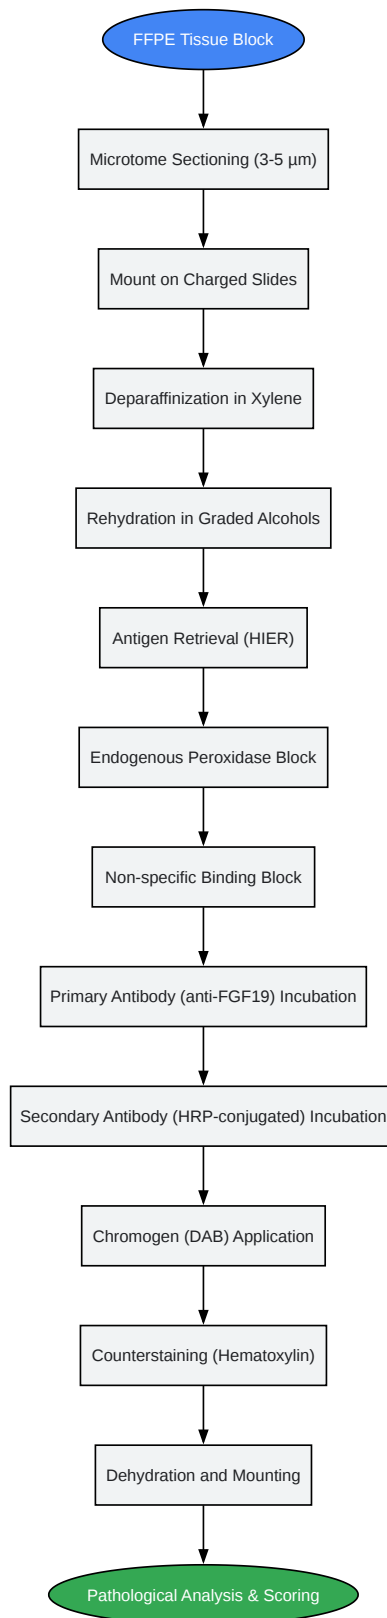 FFPE Tissue Block
Microtome Sectioning (3-5 µm)
Mount on Charged Slides
Deparaffinization in Xylene
Rehydration in Graded Alcohols
Antigen Retrieval (HIER)
Endogenous Peroxidase Block
Non-specific Binding Block
Primary Antibody (anti-FGF19) Incubation
Secondary Antibody (HRP-conjugated) Incubation
Chromogen (DAB) Application
Counterstaining (Hematoxylin)
Dehydration and Mounting
Pathological Analysis & Scoring